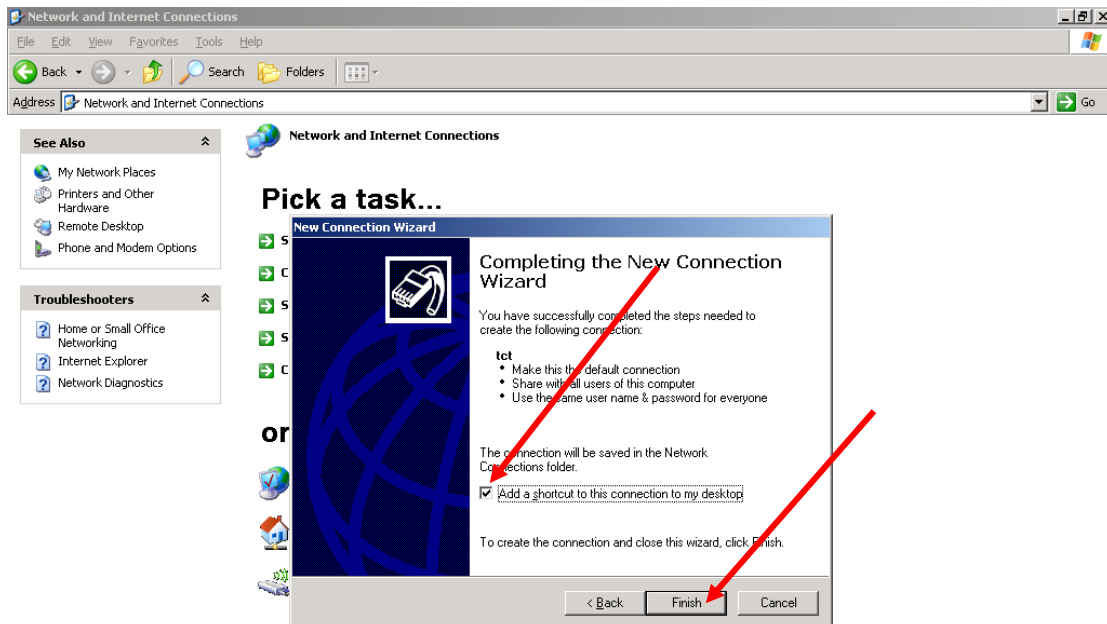 Network and Internet Connections
File Edit View Favorites Tools Help
Back Search Folders
Address Network and Internet Connections Go
See Also
My Network Places
Printers and Other
Hardware
Remote Desktop
Phone and Modem Options
Troubleshooters
Home or Small Office
Networking
Internet Explorer
Network Diagnostics
Network and Internet Connections
Pick a task...
S
C
S
S
C
or
New Connection Wizard
Completing the New Connection
Wizard
You have successfully completed the steps needed to
create the following connection:
tct
• Make this the default connection
• Share with all users of this computer
• Use the same user name & password for everyone
The connection will be saved in the Network
Connections folder.
Add a shortcut to this connection to my desktop
To create the connection and close this wizard, click Finish.
< Back Finish Cancel